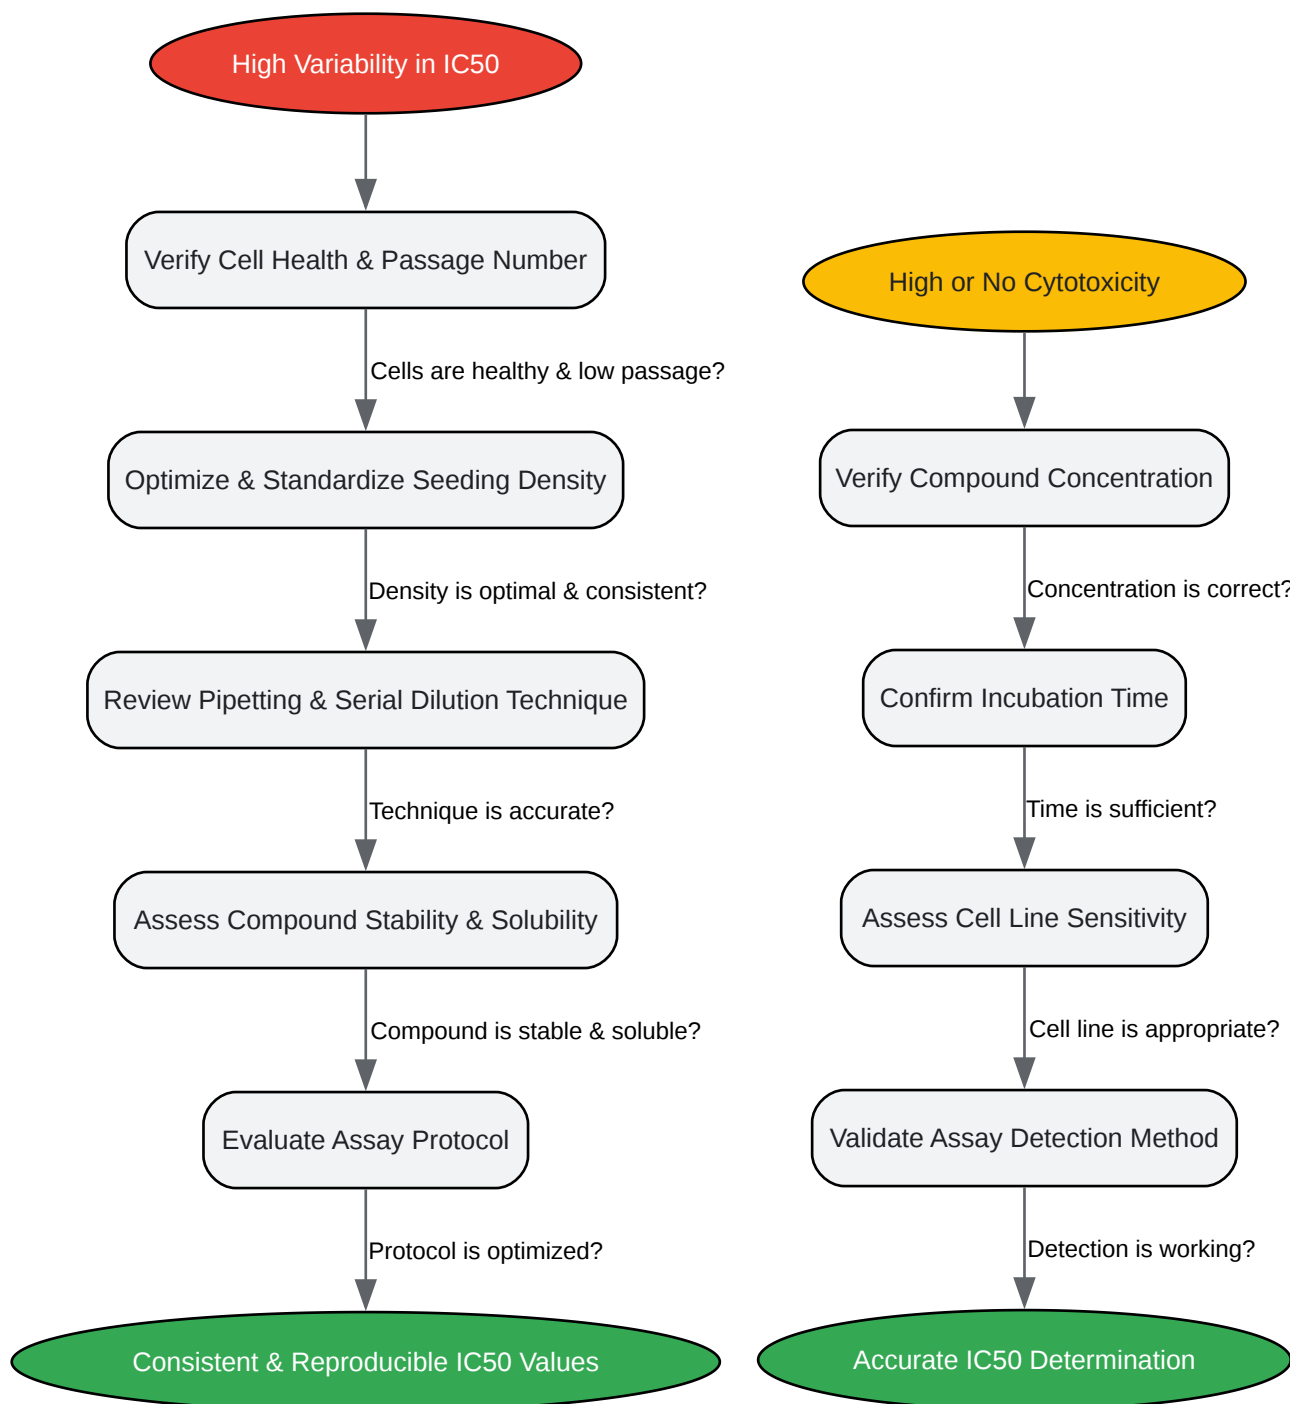 High Variability in IC50
Verify Cell Health & Passage Number
Cells are healthy & low passage?
Optimize & Standardize Seeding Density
Density is optimal & consistent?
Review Pipetting & Serial Dilution Technique
Technique is accurate?
Assess Compound Stability & Solubility
Compound is stable & soluble?
Evaluate Assay Protocol
Protocol is optimized?
Consistent & Reproducible IC50 Values
High or No Cytotoxicity
Verify Compound Concentration
Concentration is correct?
Confirm Incubation Time
Time is sufficient?
Assess Cell Line Sensitivity
Cell line is appropriate?
Validate Assay Detection Method
Detection is working?
Accurate IC50 Determination